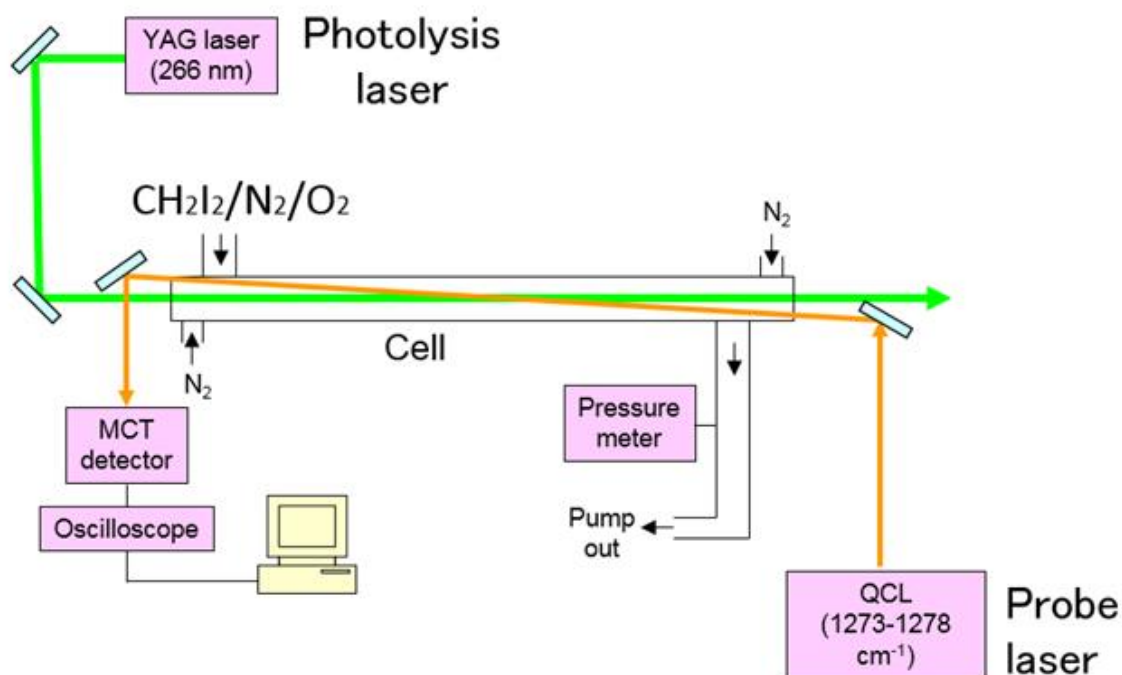 YAG laser
(266 nm)
Photolysis
laser
CH₂I₂/N₂/O₂
N₂
Cell
N₂
MCT
detector
Pressure
meter
Oscilloscope
Pump
out
QCL
(1273-1278
cm⁻¹)
Probe
laser